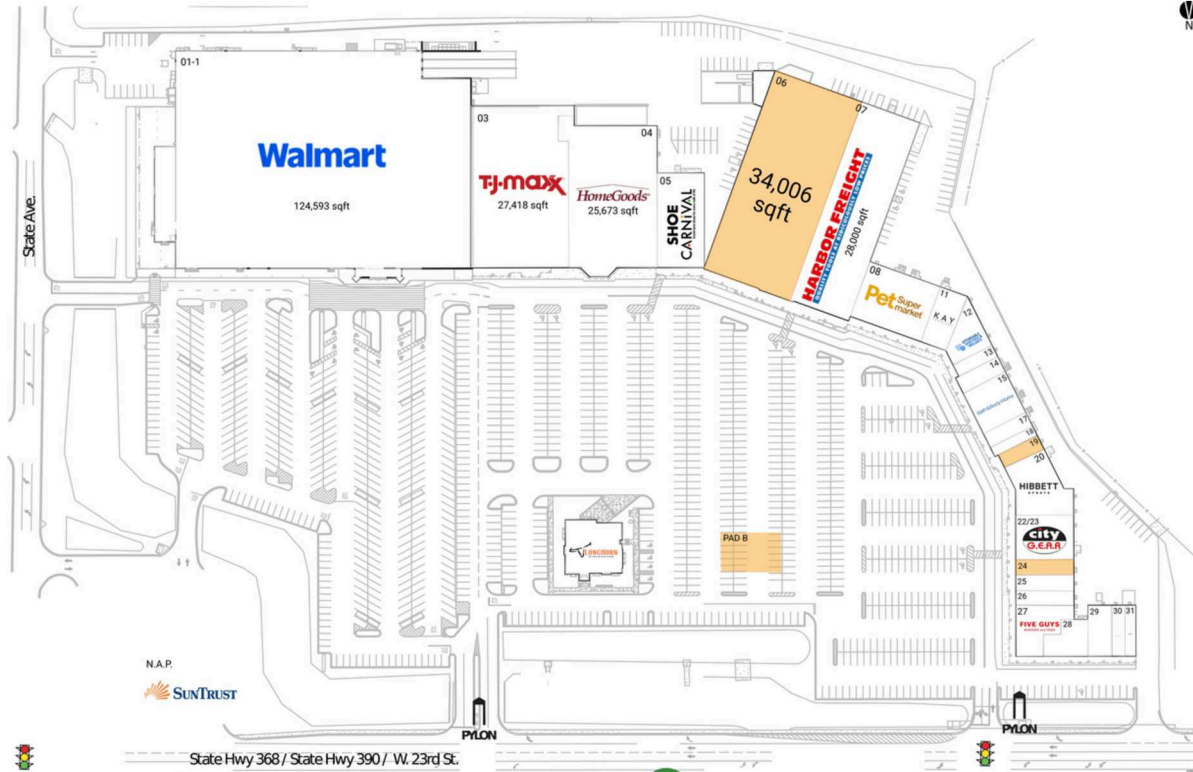 N
01-1
Walmart
124,593 sqft
03
T.J.maxx
27,418 sqft
04
HomeGoods
25,673 sqft
05
SHOE
CARNIVAL
06
34,006
sqft
07
HARBOR FREIGHT
28,000 sqft
08
Pet Super
market
11
KAY
12
13
14
15
17
18
19
20
HIBBETT
SPORTS
22/23
city
G.E.A.R
24
25
26
27
FIVE GUYS
28
29
30
31
State Ave.
LONGHORN
PAD B
N.A.P.
SUNTRUST
PYLON
PYLON
State Hwy 368 / State Hwy 390 / W. 23rd St.